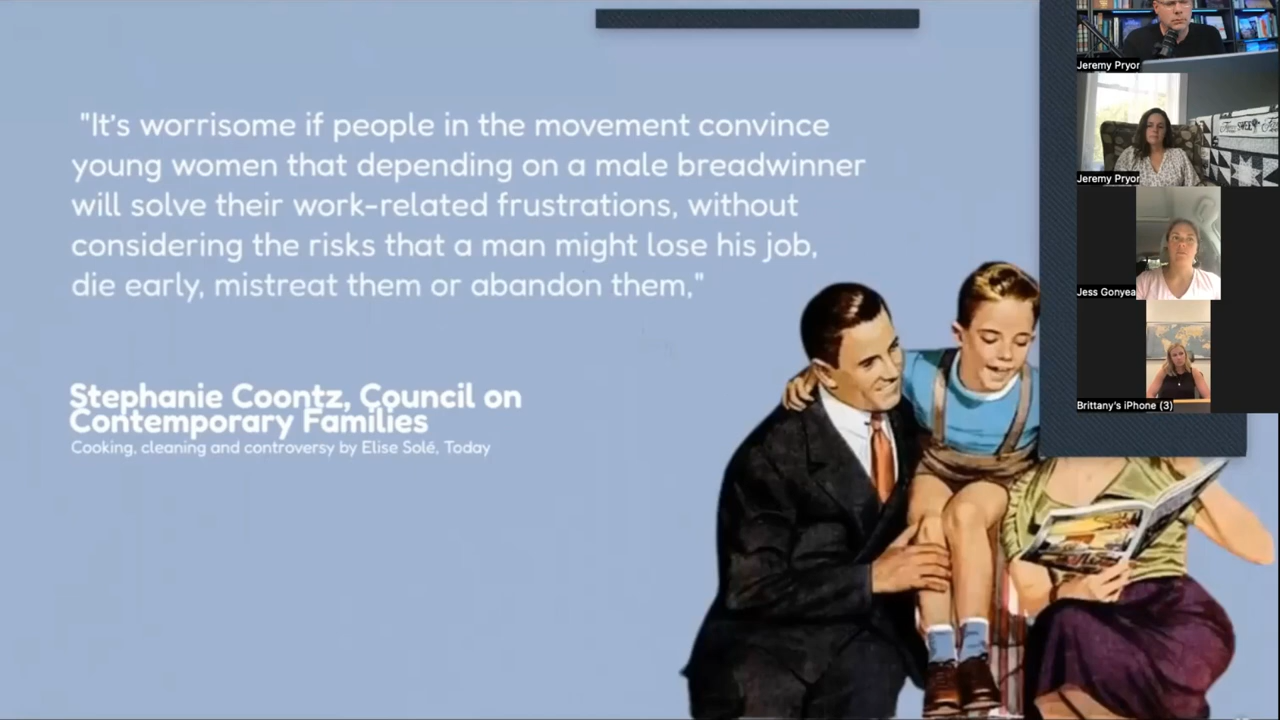 "It's worrisome if people in the movement convince
young women that depending on a male breadwinner
will solve their work-related frustrations, without
considering the risks that a man might lose his job,
die early, mistreat them or abandon them,"
Stephanie Coontz, Council on
Contemporary Families
Cooking, cleaning and controversy by Elise Solé, Today
Jeremy Pryor
Jeremy Pryor
Jess Gonyea
Brittany's iPhone (3)